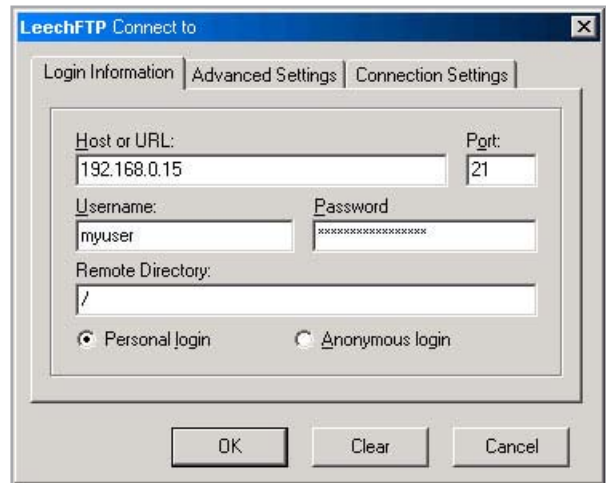 LeechFTP Connect to
Login Information Advanced Settings Connection Settings
Host or URL: Port:
192.168.0.15 21
Username: Password
myuser *****************
Remote Directory:
/
Personal login Anonymous login
OK Clear Cancel